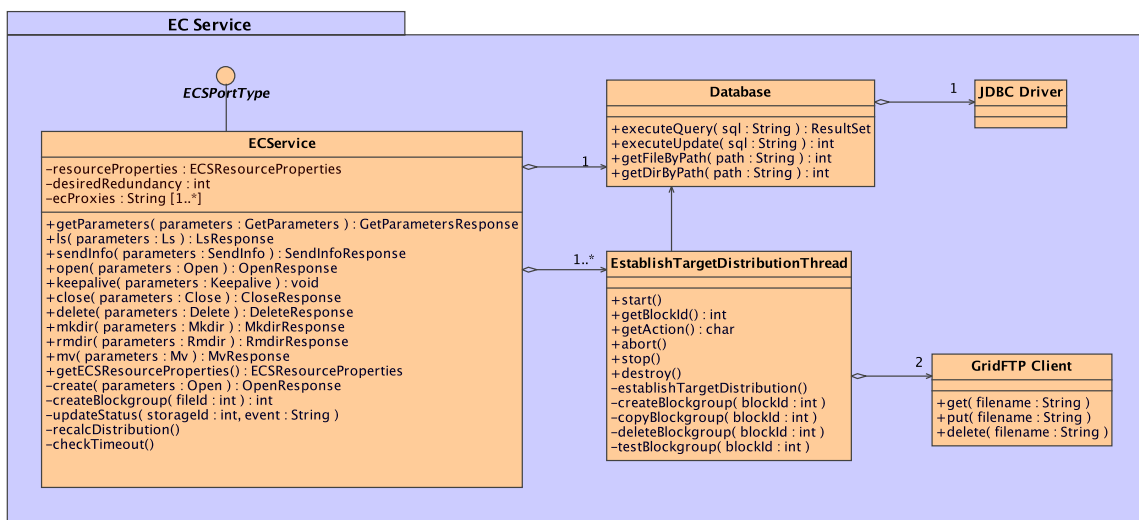 EC Service
ECSPortType
ECService
-resourceProperties : ECSResourceProperties
-desiredRedundancy : int
-ecProxies : String [1..*]
+getParameters( parameters : GetParameters ) : GetParametersResponse
+ls( parameters : Ls ) : LsResponse
+sendInfo( parameters : SendInfo ) : SendInfoResponse
+open( parameters : Open ) : OpenResponse
+keepalive( parameters : Keepalive ) : void
+close( parameters : Close ) : CloseResponse
+delete( parameters : Delete ) : DeleteResponse
+mkdir( parameters : Mkdir ) : MkdirResponse
+rmdir( parameters : Rmdir ) : RmdirResponse
+mv( parameters : Mv ) : MvResponse
+getECSResourceProperties() : ECSResourceProperties
-create( parameters : Open ) : OpenResponse
-createBlockgroup( fileId : int ) : int
-updateStatus( storageId : int, event : String )
-recalcDistribution()
-checkTimeout()
1
1..*
Database
+executeQuery( sql : String ) : ResultSet
+executeUpdate( sql : String ) : int
+getFileByPath( path : String ) : int
+getDirByPath( path : String ) : int
1
JDBC Driver
EstablishTargetDistributionThread
+start()
+getBlockId() : int
+getAction() : char
+abort()
+stop()
+destroy()
-establishTargetDistribution()
-createBlockgroup( blockId : int )
-copyBlockgroup( blockId : int )
-deleteBlockgroup( blockId : int )
-testBlockgroup( blockId : int )
2
GridFTP Client
+get( filename : String )
+put( filename : String )
+delete( filename : String )